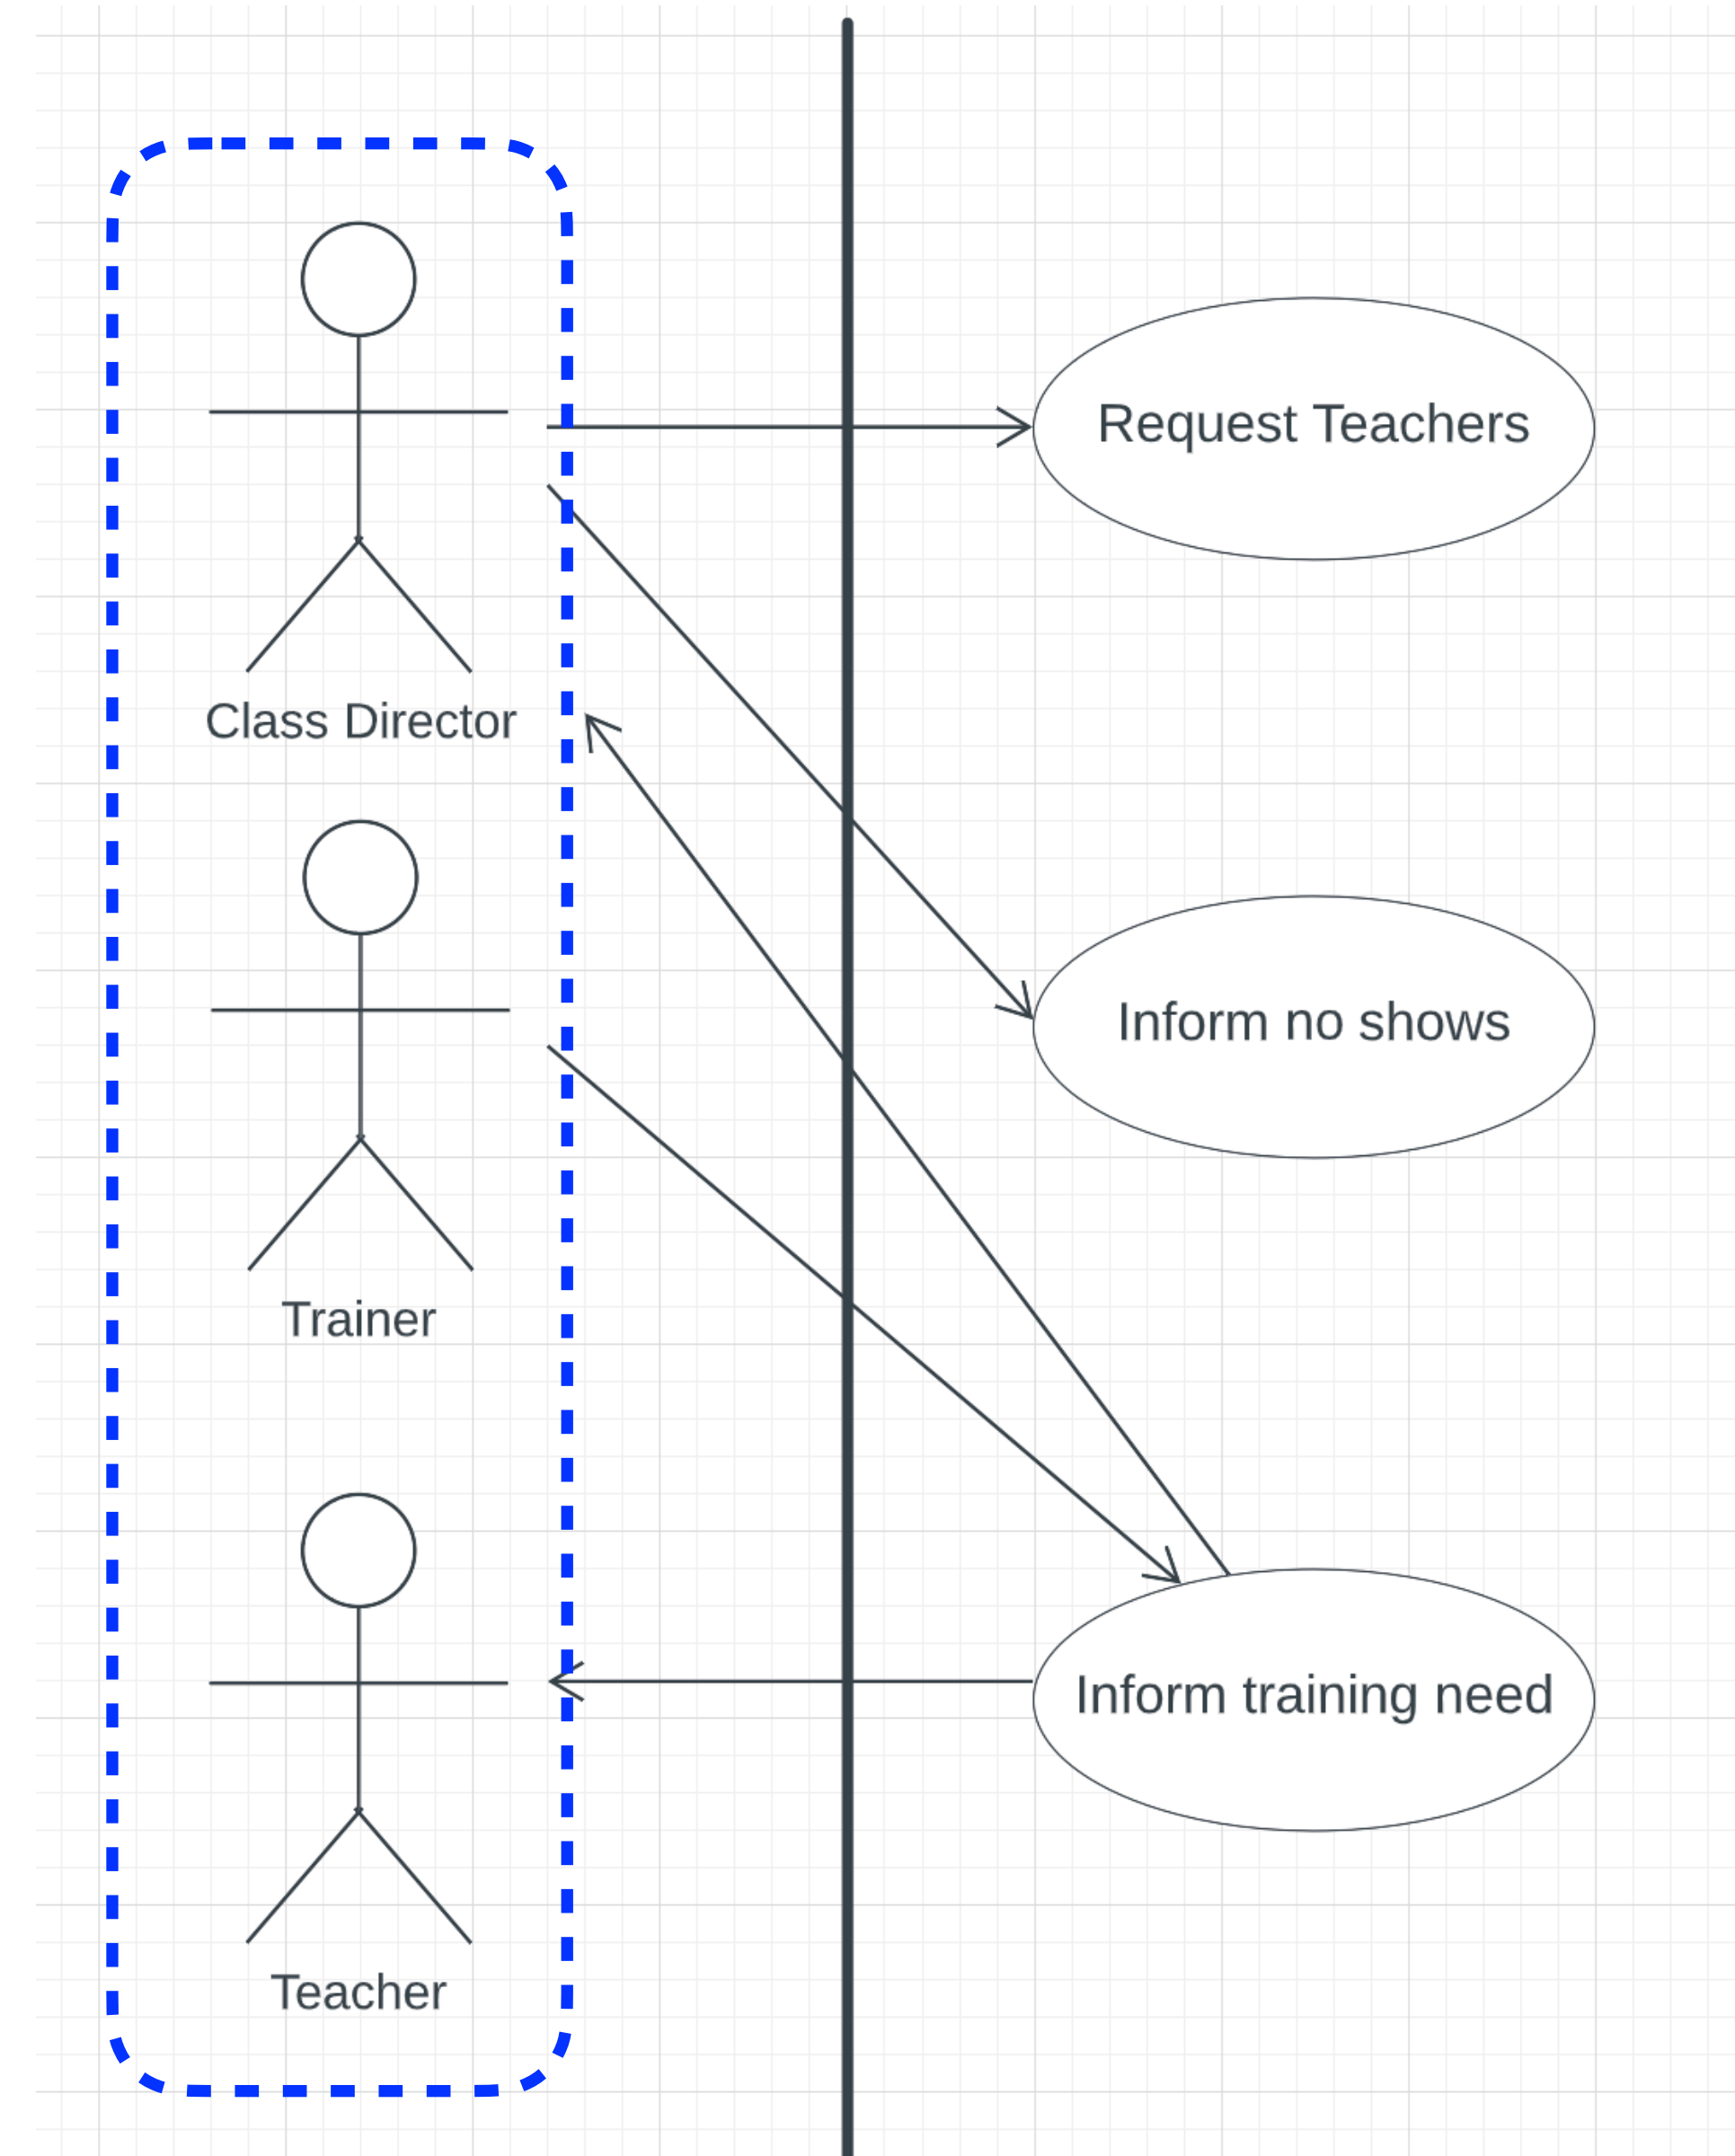 Request Teachers
Class Director
Inform no shows
Trainer
Inform training need
Teacher